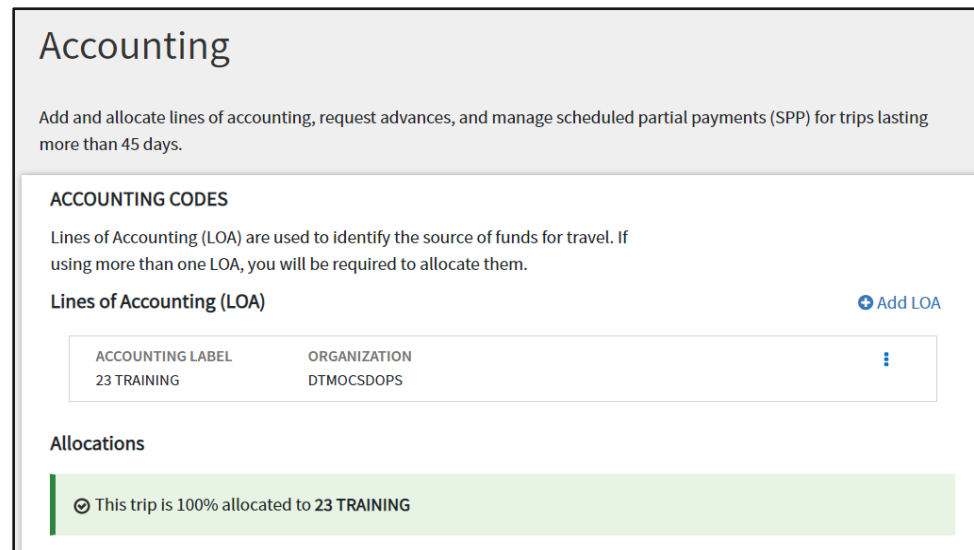 Accounting
Add and allocate lines of accounting, request advances, and manage scheduled partial payments (SPP) for trips lasting
more than 45 days.
ACCOUNTING CODES
Lines of Accounting (LOA) are used to identify the source of funds for travel. If
using more than one LOA, you will be required to allocate them.
Lines of Accounting (LOA) Add LOA
ACCOUNTING LABEL ORGANIZATION
23 TRAINING DTMOCSDOPS
Allocations
This trip is 100% allocated to 23 TRAINING